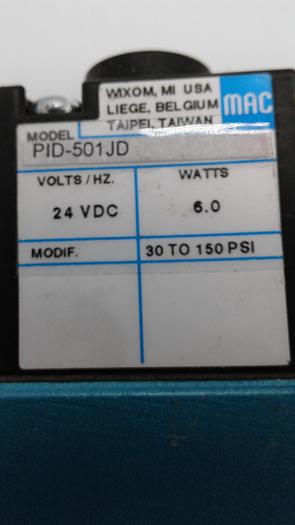 WIXOM, MI USA
LIEGE, BELGIUM
TAIPEI, TAIWAN
MAC
MODEL
PID-501JD
VOLTS/HZ.
WATTS
24 VDC
6.0
MODIF.
30 TO 150 PSI